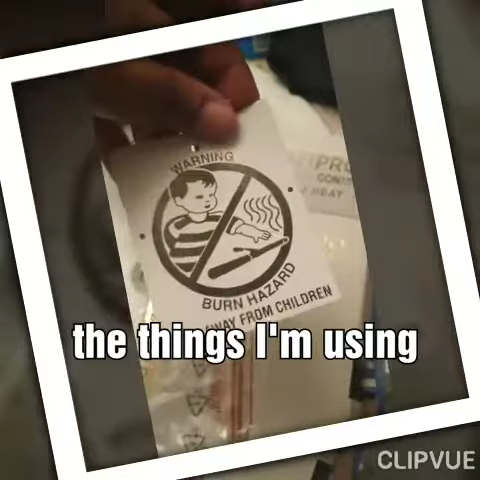 WARNING
BURN HAZARD
AWAY FROM CHILDREN
the things I'm using
CLIPVUE